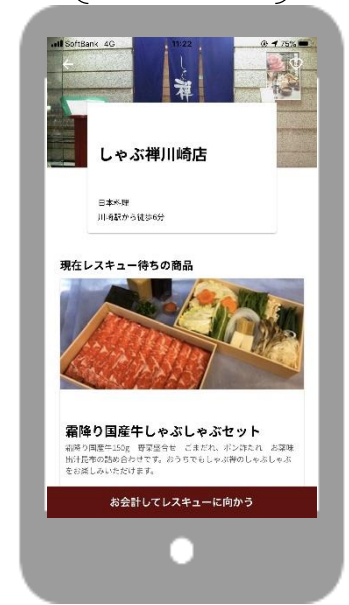 SoftBank 4G 11:22 75%
しゃぶ禅川崎店
日本料理
川崎駅から徒歩6分
現在レスキュー待ちの商品
霜降り国産牛しゃぶしゃぶセット
霜降り国産牛150g 野菜盛合せ ごまだれ、ポン酢たれ お薬味
出汁昆布の詰め合わせです。おうちでもしゃぶ禅のしゃぶしゃぶ
をお楽しみいただけます。
お会計してレスキューに向かう